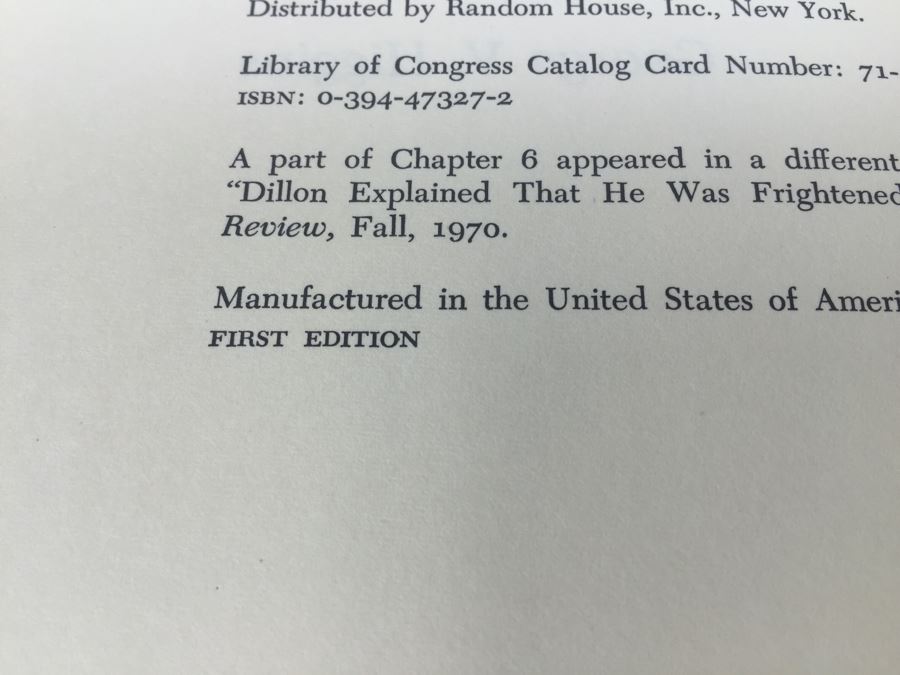 Distributed by Random House, Inc., New York.
Library of Congress Catalog Card Number: 71-
ISBN: 0-394-47327-2
A part of Chapter 6 appeared in a different
“Dillon Explained That He Was Frightened
Review, Fall, 1970.
Manufactured in the United States of Ameri
FIRST EDITION